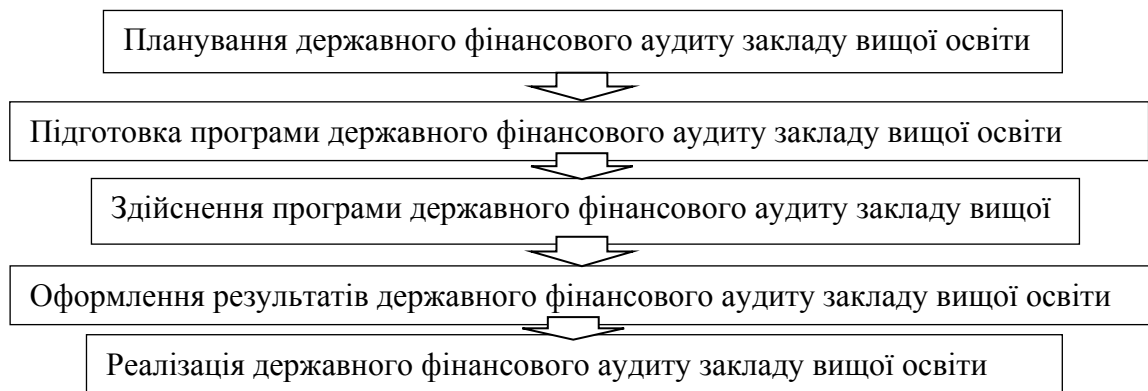 Планування державного фінансового аудиту закладу вищої освіти
Підготовка програми державного фінансового аудиту закладу вищої освіти
Здійснення програми державного фінансового аудиту закладу вищої
Оформлення результатів державного фінансового аудиту закладу вищої освіти
Реалізація державного фінансового аудиту закладу вищої освіти